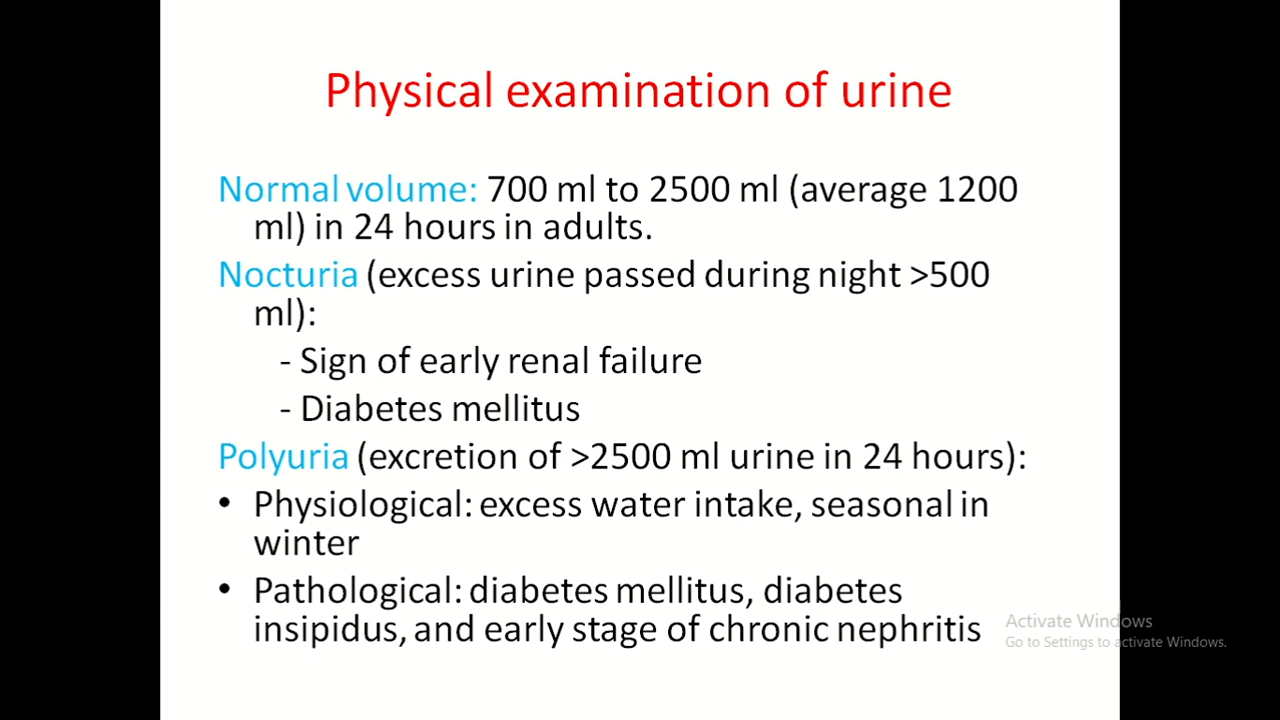 Physical examination of urine
Normal volume: 700 ml to 2500 ml (average 1200
ml) in 24 hours in adults.
Nocturia (excess urine passed during night >500
ml):
- Sign of early renal failure
- Diabetes mellitus
Polyuria (excretion of >2500 ml urine in 24 hours):
• Physiological: excess water intake, seasonal in
winter
• Pathological: diabetes mellitus, diabetes
insipidus, and early stage of chronic nephritis
Activate Windows
Go to Settings to activate Windows.